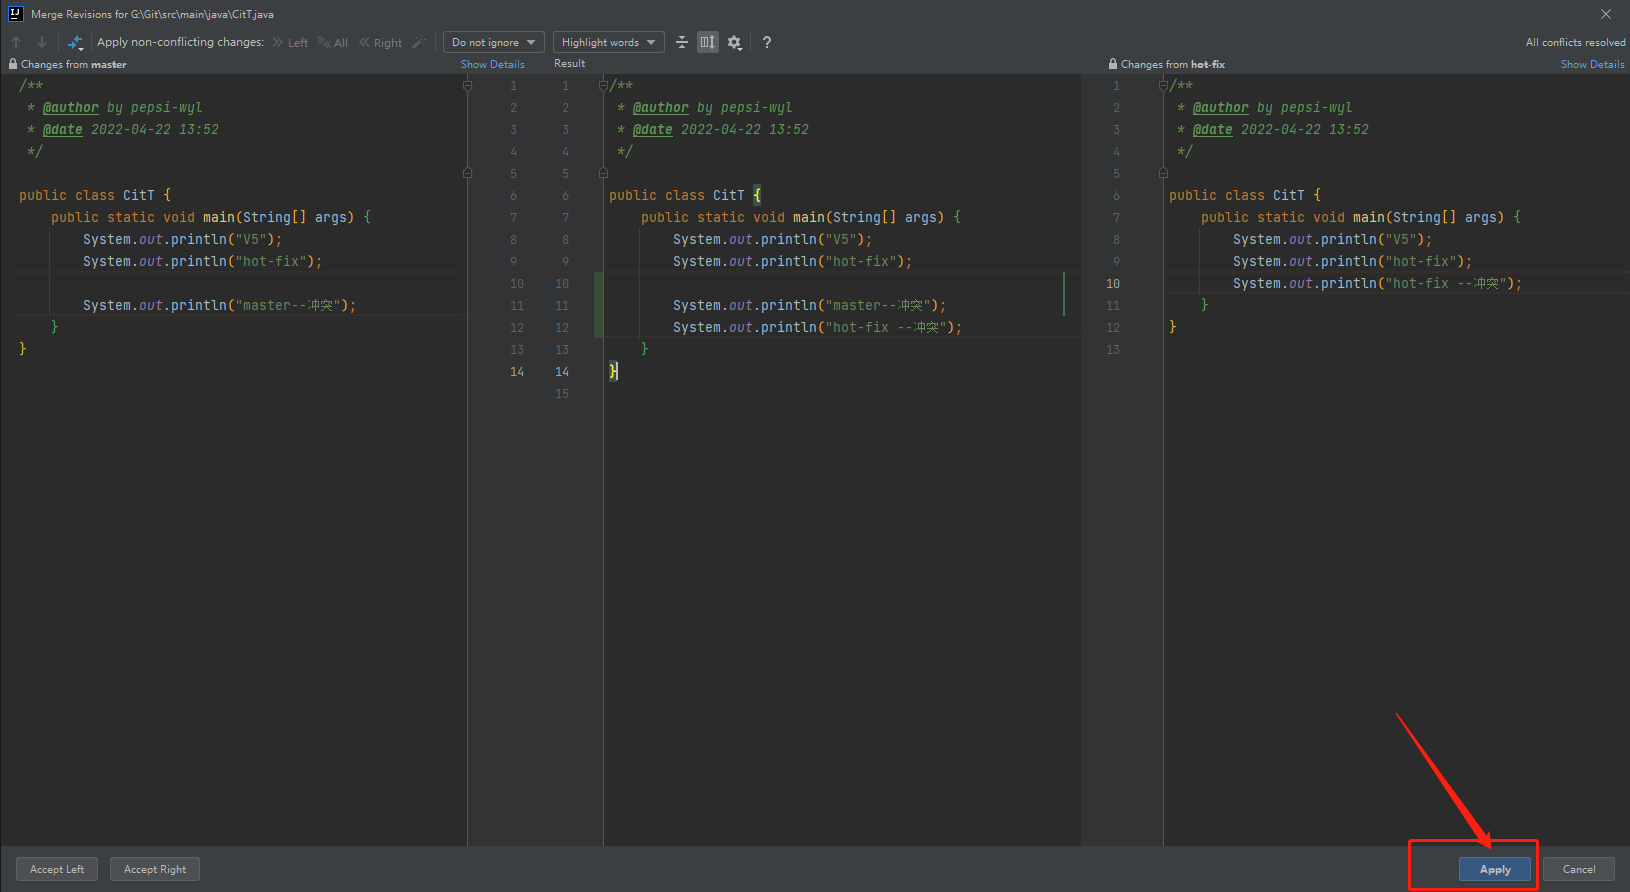 Merge Revisions for G:\Git\src\main\java\CitT.java
Apply non-conflicting changes: Left All Right Do not ignore Highlight words ? All conflicts resolved
Changes from master Show Details Result Changes from hot-fix Show Details
/**
* @author by pepsi-wyl
* @date 2022-04-22 13:52
*/
public class CitT {
public static void main(String[] args) {
System.out.println("V5");
System.out.println("hot-fix");
System.out.println("master--冲突");
}
}
1
2
3
4
5
6
7
8
9
10
11
12
13
14
1
2
3
4
5
6
7
8
9
10
11
12
13
14
15
/**
* @author by pepsi-wyl
* @date 2022-04-22 13:52
*/
public class CitT {
public static void main(String[] args) {
System.out.println("V5");
System.out.println("hot-fix");
System.out.println("master--冲突");
System.out.println("hot-fix --冲突");
}
}
1
2
3
4
5
6
7
8
9
10
11
12
13
/**
* @author by pepsi-wyl
* @date 2022-04-22 13:52
*/
public class CitT {
public static void main(String[] args) {
System.out.println("V5");
System.out.println("hot-fix");
System.out.println("hot-fix --冲突");
}
}
Accept Left Accept Right Apply Cancel